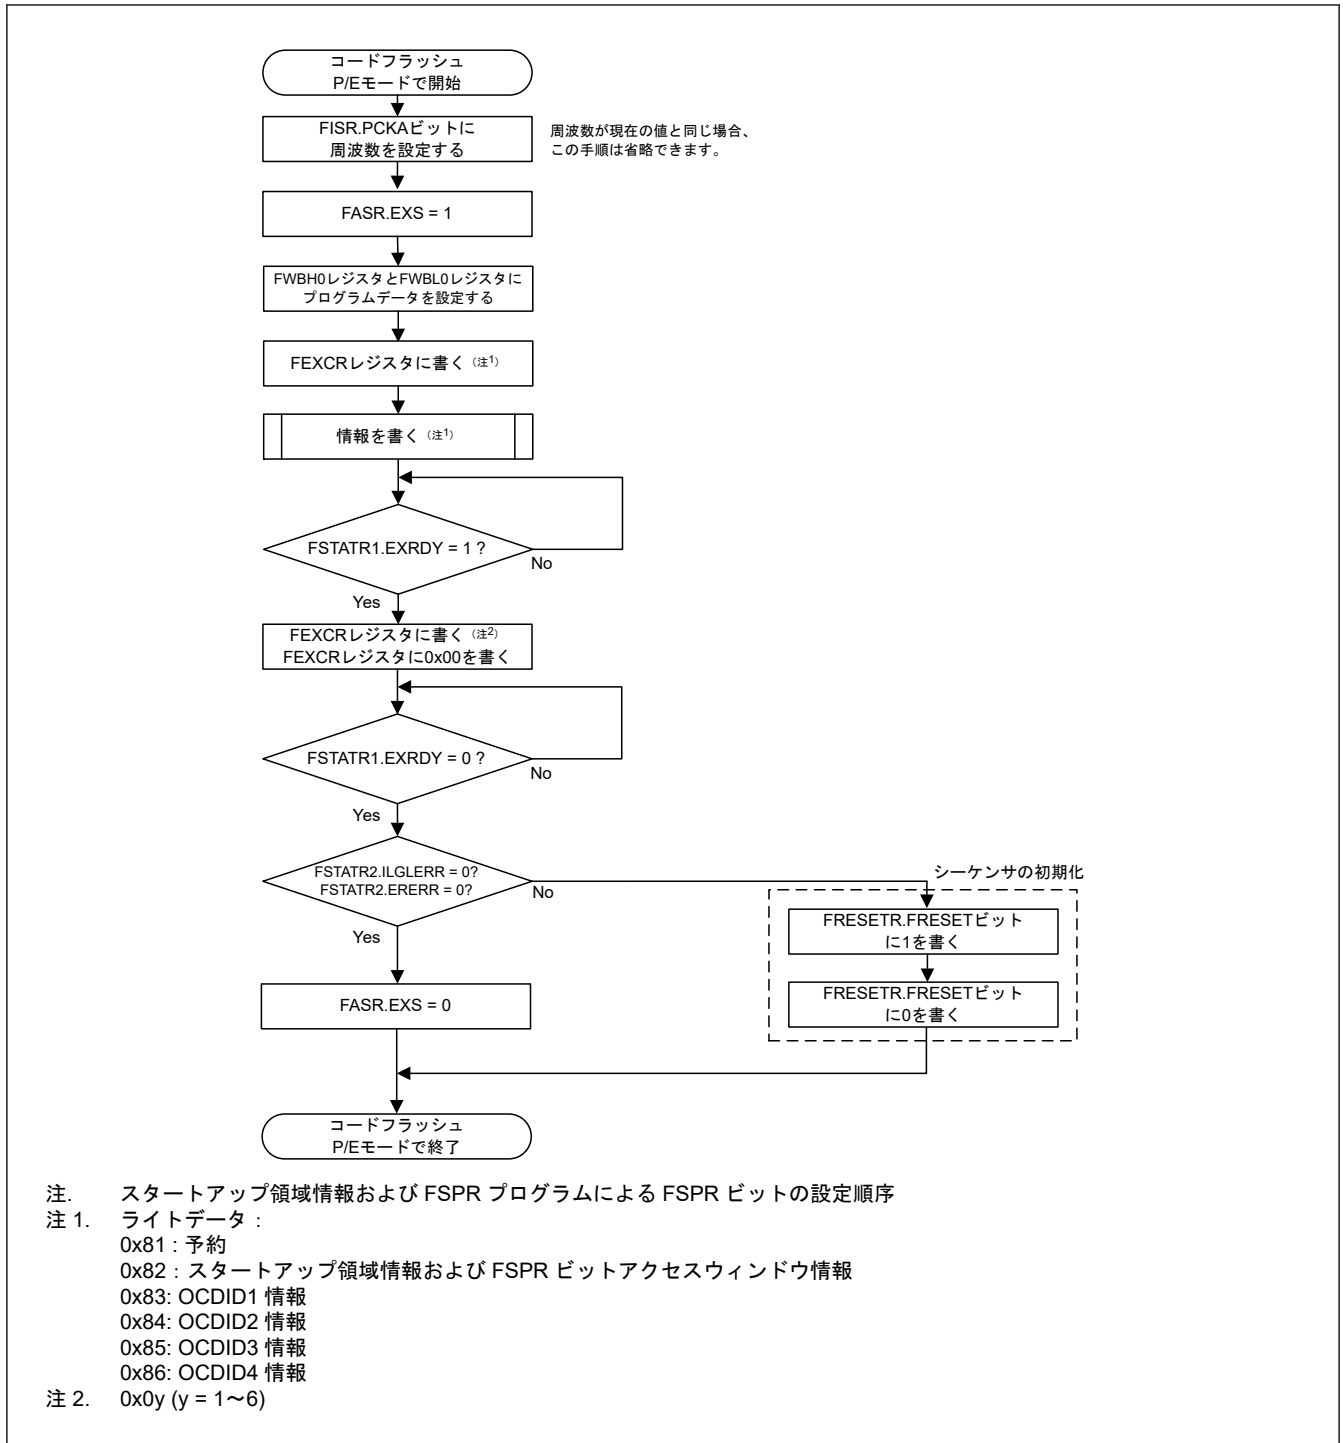 コードフラッシュ
P/Eモードで開始
FISR.PCKAビットに
周波数を設定する
周波数が現在の値と同じ場合、
この手順は省略できます。
FASR.EXS = 1
FWBH0レジスタとFWBL0レジスタに
プログラムデータを設定する
FEXCRレジスタに書く（注1）
情報を書く（注1）
FSTATR1.EXRDY = 1 ?
No
Yes
FEXCRレジスタに書く（注2）
FEXCRレジスタに0x00を書く
FSTATR1.EXRDY = 0 ?
No
Yes
FSTATR2.ILGLERR = 0?
FSTATR2.ERERR = 0?
No
Yes
シーケンサの初期化
FRESETR.FRESETビット
に1を書く
FRESETR.FRESETビット
に0を書く
FASR.EXS = 0
コードフラッシュ
P/Eモードで終了
注. スタートアップ領域情報および FSPR プログラムによる FSPR ビットの設定順序
注 1. ライトデータ：
0x81 : 予約
0x82：スタートアップ領域情報および FSPR ビットアクセスウィンドウ情報
0x83: OCDID1 情報
0x84: OCDID2 情報
0x85: OCDID3 情報
0x86: OCDID4 情報
注 2. 0x0y (y = 1～6)